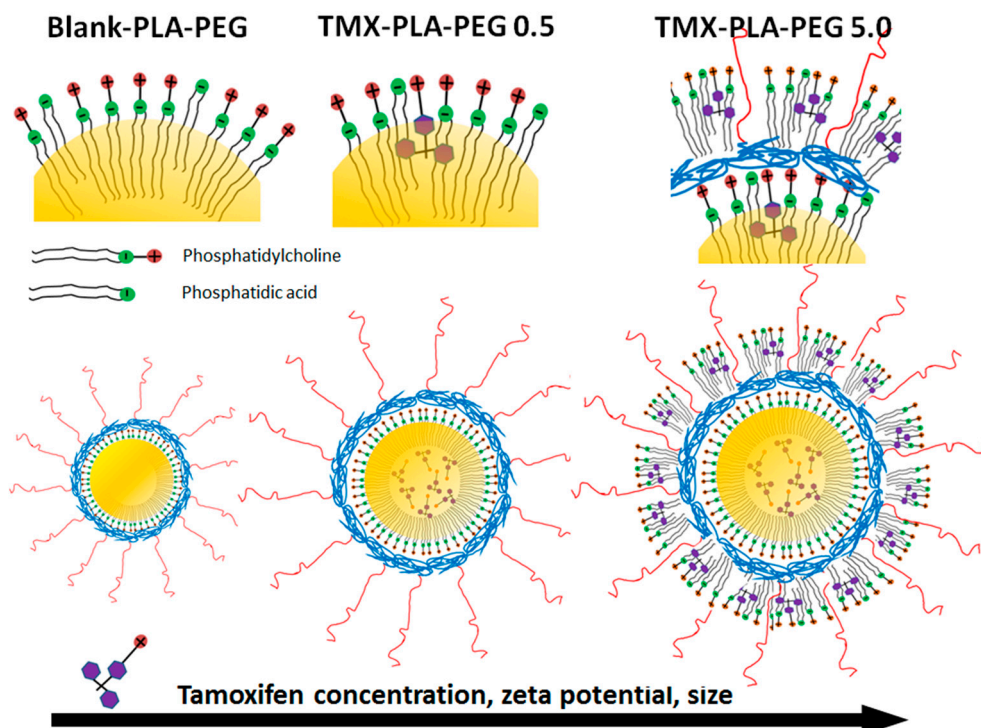 Blank-PLA-PEG
TMX-PLA-PEG 0.5
TMX-PLA-PEG 5.0
Phosphatidylcholine
Phosphatidic acid
Tamoxifen concentration, zeta potential, size